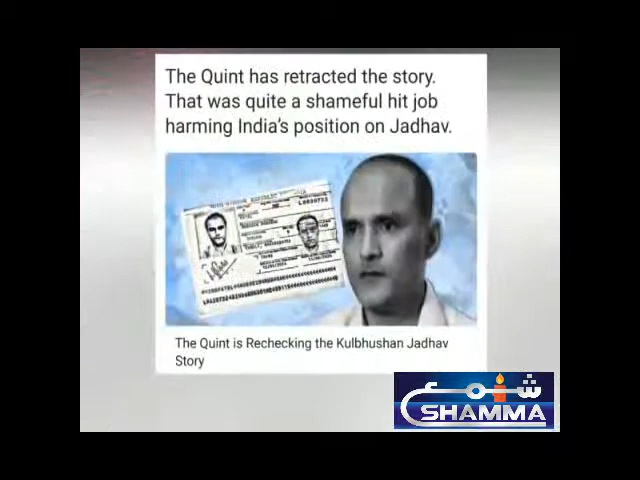 The Quint has retracted the story.
That was quite a shameful hit job
harming India's position on Jadhav.
The Quint is Rechecking the Kulbhushan Jadhav
Story
شمع
SHAMMA